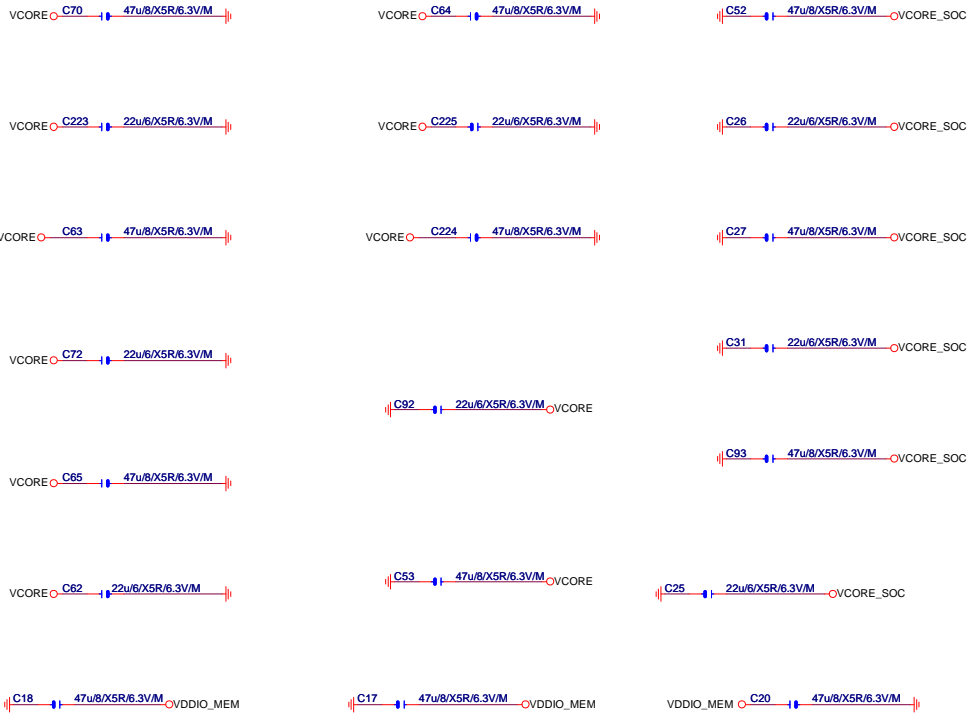 VCORE C70 47u/8/X5R/6.3V/M
VCORE C64 47u/8/X5R/6.3V/M
C52 47u/8/X5R/6.3V/M VCORE_SOC
VCORE C223 22u/6/X5R/6.3V/M
VCORE C225 22u/6/X5R/6.3V/M
C26 22u/6/X5R/6.3V/M VCORE_SOC
VCORE C63 47u/8/X5R/6.3V/M
VCORE C224 47u/8/X5R/6.3V/M
C27 47u/8/X5R/6.3V/M VCORE_SOC
VCORE C72 22u/6/X5R/6.3V/M
C31 22u/6/X5R/6.3V/M VCORE_SOC
C92 22u/6/X5R/6.3V/M VCORE
C93 47u/8/X5R/6.3V/M VCORE_SOC
VCORE C65 47u/8/X5R/6.3V/M
VCORE C62 22u/6/X5R/6.3V/M
C53 47u/8/X5R/6.3V/M VCORE
C25 22u/6/X5R/6.3V/M VCORE_SOC
C18 47u/8/X5R/6.3V/M VDDIO_MEM
C17 47u/8/X5R/6.3V/M VDDIO_MEM
VDDIO_MEM C20 47u/8/X5R/6.3V/M